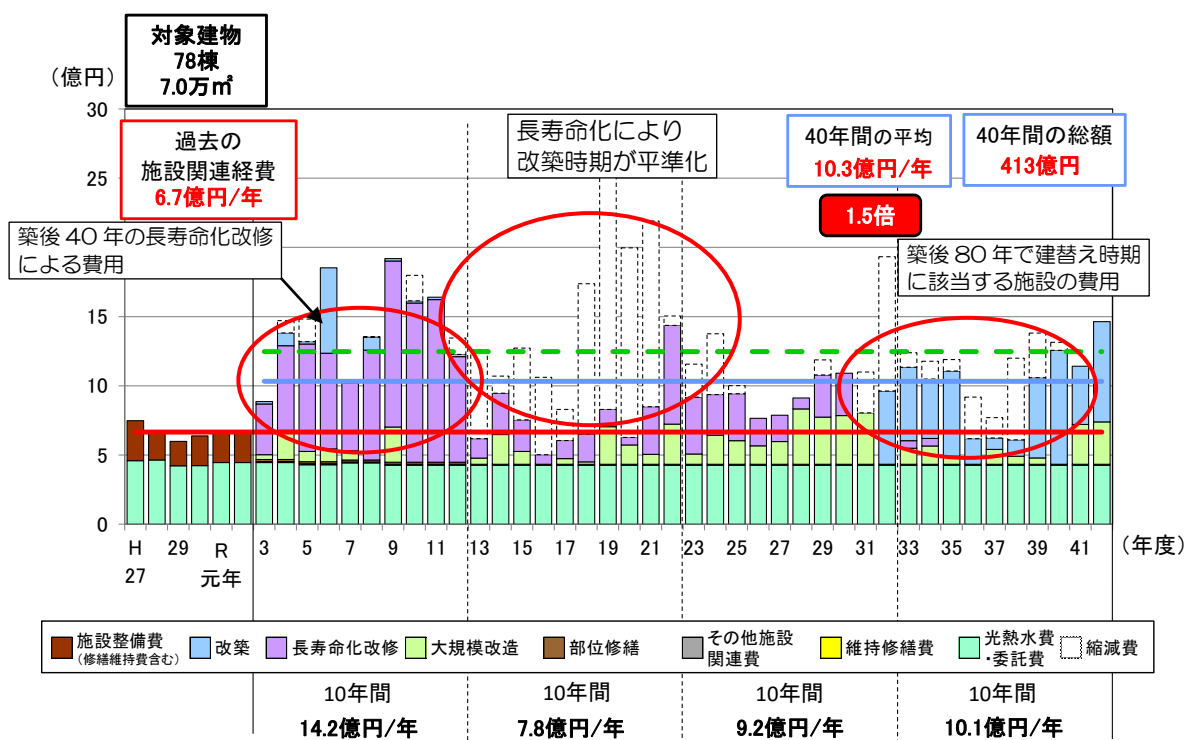 対象建物
78棟
7.0万㎡
(億円)
過去の
施設関連経費
6.7億円/年
長寿命化により
改築時期が平準化
40年間の平均
10.3億円/年
40年間の総額
413億円
1.5倍
築後 40 年の長寿命化改修
による費用
築後 80 年で建替え時期
に該当する施設の費用
30
25
20
15
10
5
0
H 29 R 3 5 7 9 11 13 15 17 19 21 23 25 27 29 31 33 35 37 39 41 (年度)
27 元年
施設整備費
(修繕維持費含む)
改築
長寿命化改修
大規模改造
部位修繕
その他施設
関連費
維持修繕費
光熱水費
・委託費
縮減費
10年間 10年間 10年間 10年間
14.2億円/年 7.8億円/年 9.2億円/年 10.1億円/年